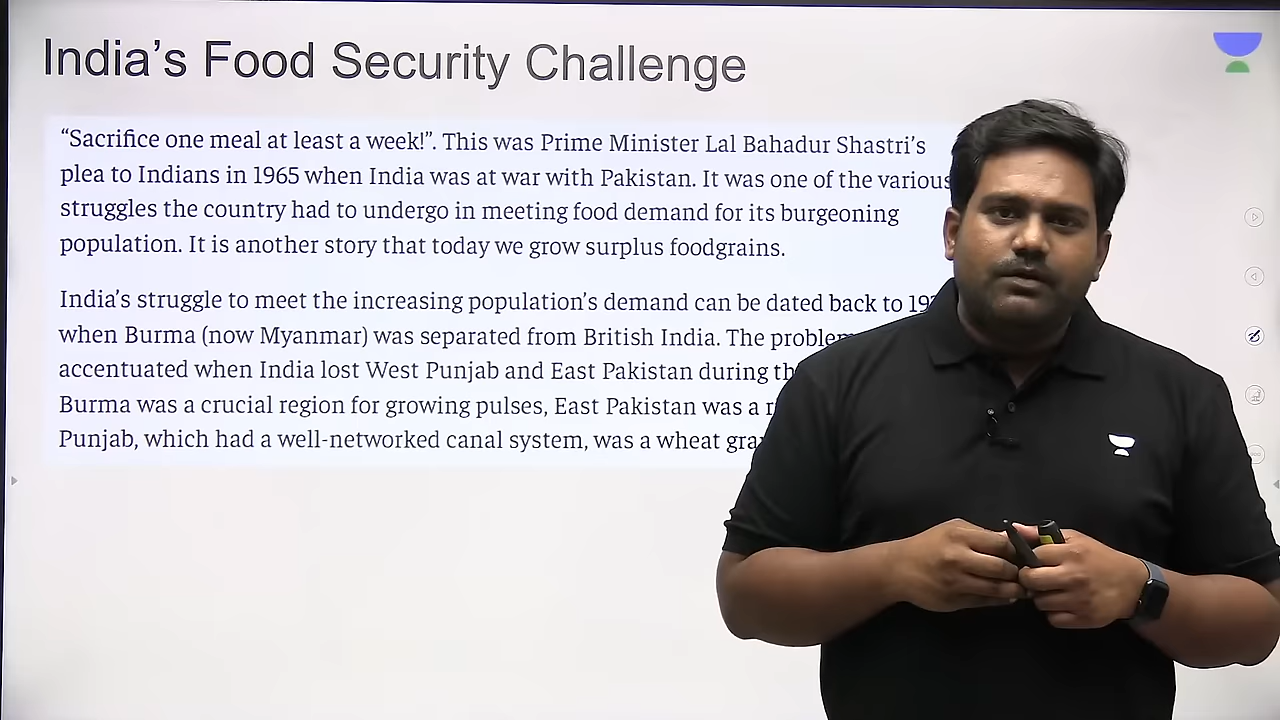 India’s Food Security Challenge
“Sacrifice one meal at least a week!”. This was Prime Minister Lal Bahadur Shastri’s
plea to Indians in 1965 when India was at war with Pakistan. It was one of the various
struggles the country had to undergo in meeting food demand for its burgeoning
population. It is another story that today we grow surplus foodgrains.
India’s struggle to meet the increasing population’s demand can be dated back to
when Burma (now Myanmar) was separated from British India. The
accentuated when India lost West Punjab and East Pakistan during
Burma was a crucial region for growing pulses, East Pakistan was a
Punjab, which had a well-networked canal system, was a wheat